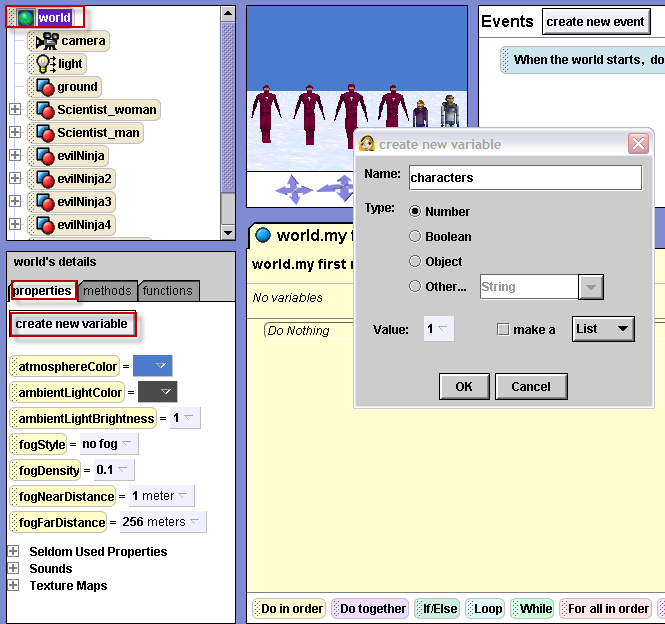 world
camera
light
ground
Scientist_woman
Scientist_man
evilNinja
evilNinja2
evilNinja3
evilNinja4
world's details
properties methods functions
create new variable
atmosphereColor =
ambientLightColor =
ambientLightBrightness = 1
fogStyle = no fog
fogDensity = 0.1
fogNearDistance = 1 meter
fogFarDistance = 256 meters
Seldom Used Properties
Sounds
Texture Maps
Events create new event
When the world starts, do
world.my
world.my first
No variables
Do Nothing
create new variable
Name: characters
Type: Number
Boolean
Object
Other... String
Value: 1 make a List
OK Cancel
Do in order Do together If/Else Loop While For all in order